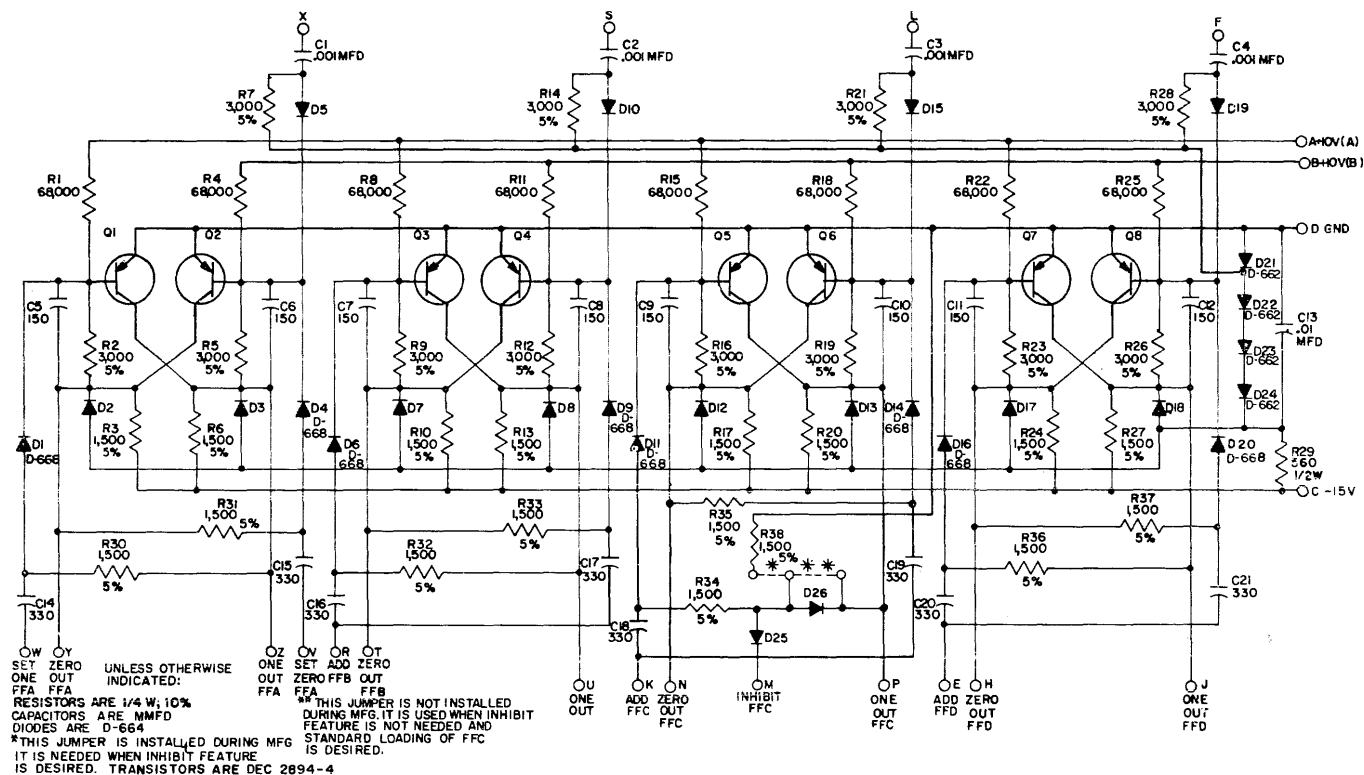 X
S
L
F
C1
.001MFD
C2
.001MFD
C3
.001MFD
C4
.001MFD
R7
3,000
5%
D5
R14
3,000
5%
D10
R21
3,000
5%
D15
R28
3,000
5%
D19
A+10V(A)
B+10V(B)
R1
68,000
R4
68,000
R8
68,000
R11
68,000
R15
68,000
R18
68,000
R22
68,000
R25
68,000
D GND
Q1
Q2
Q3
Q4
Q5
Q6
Q7
Q8
D21
D-662
D22
D-662
D23
D-662
D24
D-662
C13
.01
MFD
C5
150
C6
150
C7
150
C8
150
C9
150
C10
150
C11
150
C12
150
R2
3,000
5%
R5
3,000
5%
R9
3,000
5%
R12
3,000
5%
R16
3,000
5%
R19
3,000
5%
R23
3,000
5%
R26
3,000
5%
D2
D3
D4
D-668
D7
D8
D9
D-668
D12
D13
D14
D-668
D17
D18
D1
D-668
R3
1,500
5%
R6
1,500
5%
D6
D-668
R10
1,500
5%
R13
1,500
5%
D11
D-668
R17
1,500
5%
R20
1,500
5%
D16
D-668
R24
1,500
5%
R27
1,500
5%
D20
D-668
R29
560
1/2W
C -15V
R31
1,500
5%
R33
1,500
5%
R35
1,500
5%
R37
1,500
5%
R30
1,500
5%
R32
1,500
5%
R38
1,500
5%
* **
R36
1,500
5%
C15
330
C17
330
C19
330
C21
330
R34
1,500
5%
D26
D25
C14
330
C16
330
C18
330
C20
330
W
SET
ONE
FFA
Y
ZERO
OUT
FFA
Z
ONE
OUT
FFA
V
SET
ZERO
FFA
R
ADD
FFB
T
ZERO
OUT
FFB
U
ONE
OUT
K
ADD
FFC
N
ZERO
OUT
FFC
M
INHIBIT
FFC
P
ONE
OUT
FFC
E
ADD
FFD
H
ZERO
OUT
FFD
J
ONE
OUT
FFD
UNLESS OTHERWISE
INDICATED:
RESISTORS ARE 1/4 W; 10%
CAPACITORS ARE MMFD
DIODES ARE D-664
*THIS JUMPER IS INSTALLED DURING MFG
IT IS NEEDED WHEN INHIBIT FEATURE
IS DESIRED. TRANSISTORS ARE DEC 2894-4
** THIS JUMPER IS NOT INSTALLED
DURING MFG. IT IS USED WHEN INHIBIT
FEATURE IS NOT NEEDED AND
STANDARD LOADING OF FFC
IS DESIRED.